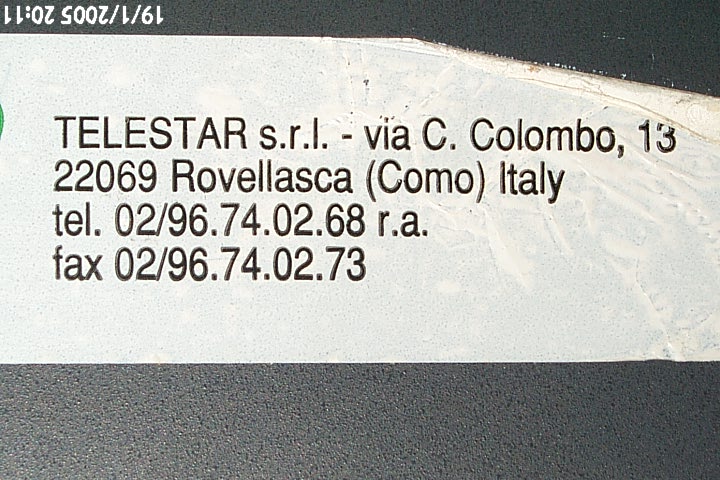 19/1/2005 20:11
TELESTAR s.r.l. - via C. Colombo, 13
22069 Rovellasca (Como) Italy
tel. 02/96.74.02.68 r.a.
fax 02/96.74.02.73